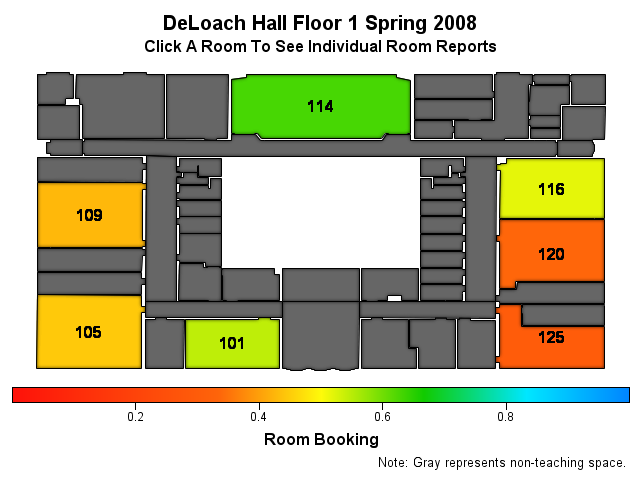 DeLoach Hall Floor 1 Spring 2008
Click A Room To See Individual Room Reports
114
116
109
120
105
101
125
0.2 0.4 0.6 0.8
Room Booking
Note: Gray represents non-teaching space.